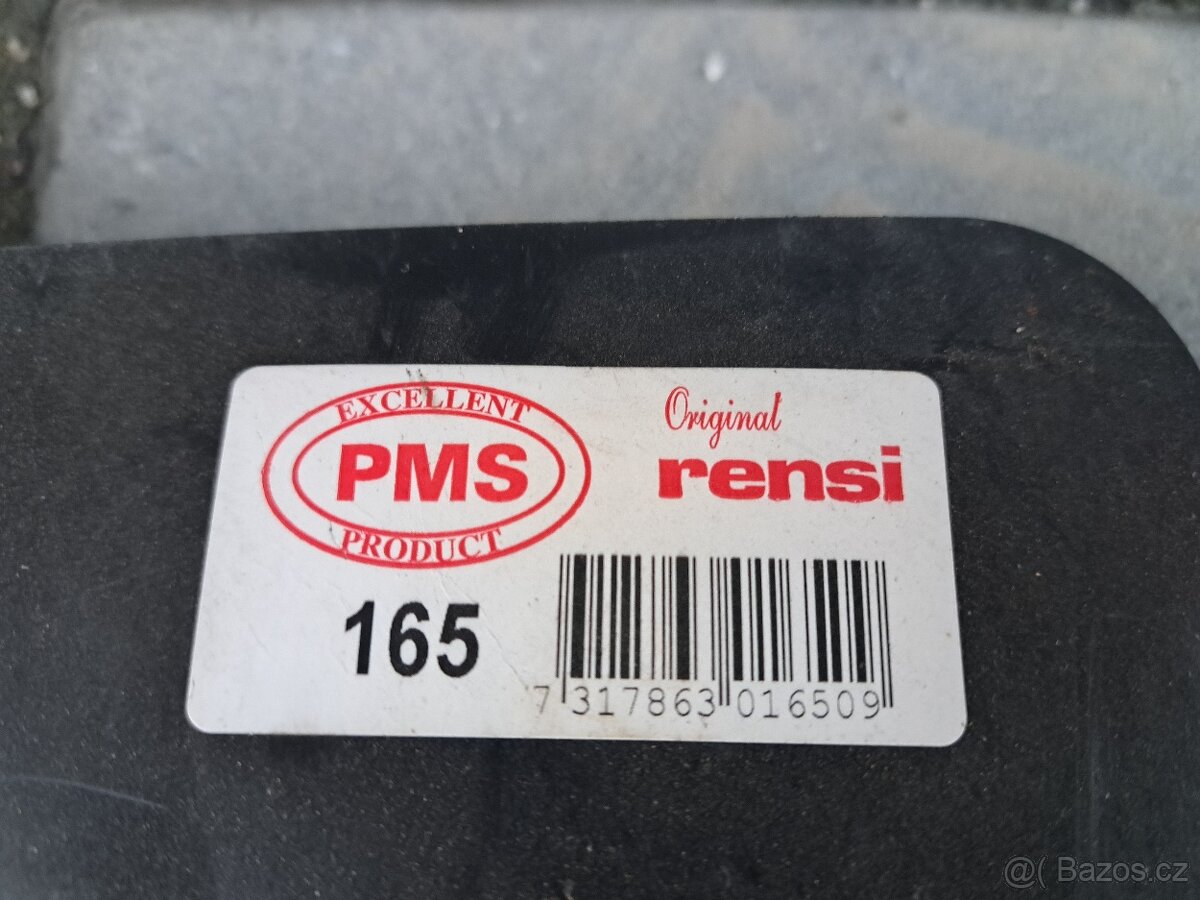 EXCELLENT
PMS
PRODUCT
Original
rensi
165
7 317863 016509
@( Bazos.cz